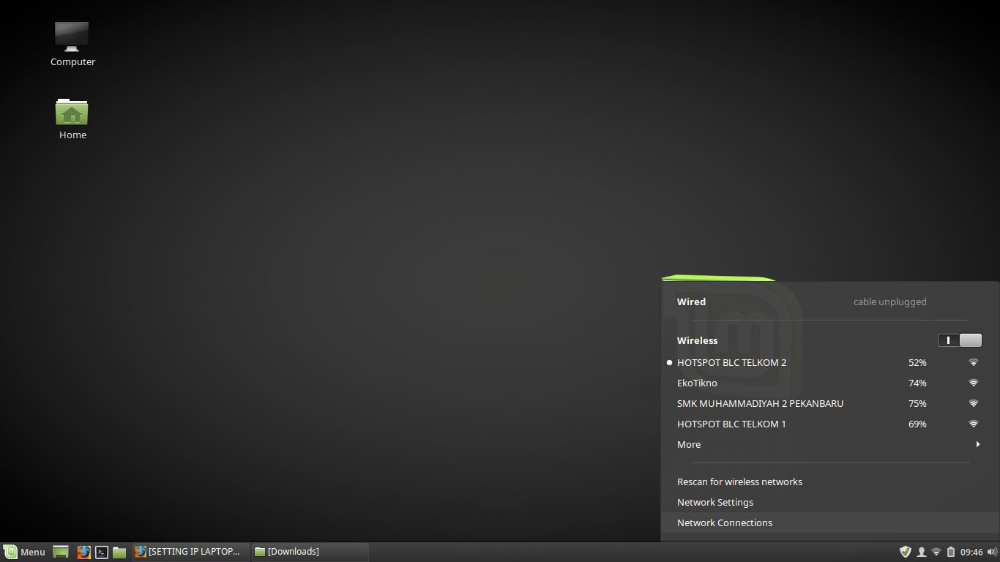 Computer
Home
Wired cable unplugged
Wireless
HOTSPOT BLC TELKOM 2 52%
EkoTikno 74%
SMK MUHAMMADIYAH 2 PEKANBARU 75%
HOTSPOT BLC TELKOM 1 69%
More
Rescan for wireless networks
Network Settings
Network Connections
Menu [SETTING IP LAPTOP... [Downloads] 09:46